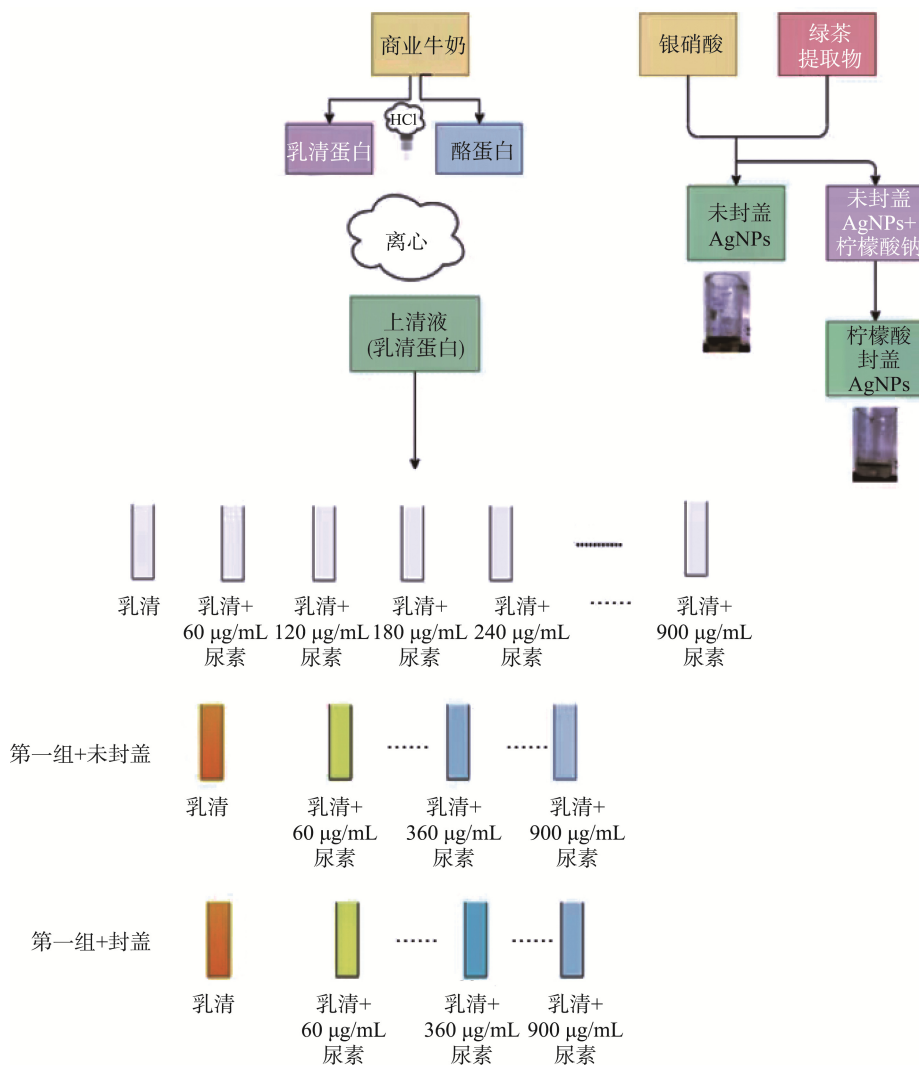 商业牛奶
HCl
乳清蛋白
酪蛋白
离心
上清液
(乳清蛋白)
银硝酸
绿茶
提取物
未封盖
AgNPs
未封盖
AgNPs+
柠檬酸钠
柠檬酸
封盖
AgNPs
乳清
乳清+
60 μg/mL
尿素
乳清+
120 μg/mL
尿素
乳清+
180 μg/mL
尿素
乳清+
240 μg/mL
尿素
......
乳清+
900 μg/mL
尿素
第一组+未封盖
......
......
乳清
乳清+
60 μg/mL
尿素
乳清+
360 μg/mL
尿素
乳清+
900 μg/mL
尿素
第一组+封盖
......
......
乳清
乳清+
60 μg/mL
尿素
乳清+
360 μg/mL
尿素
乳清+
900 μg/mL
尿素